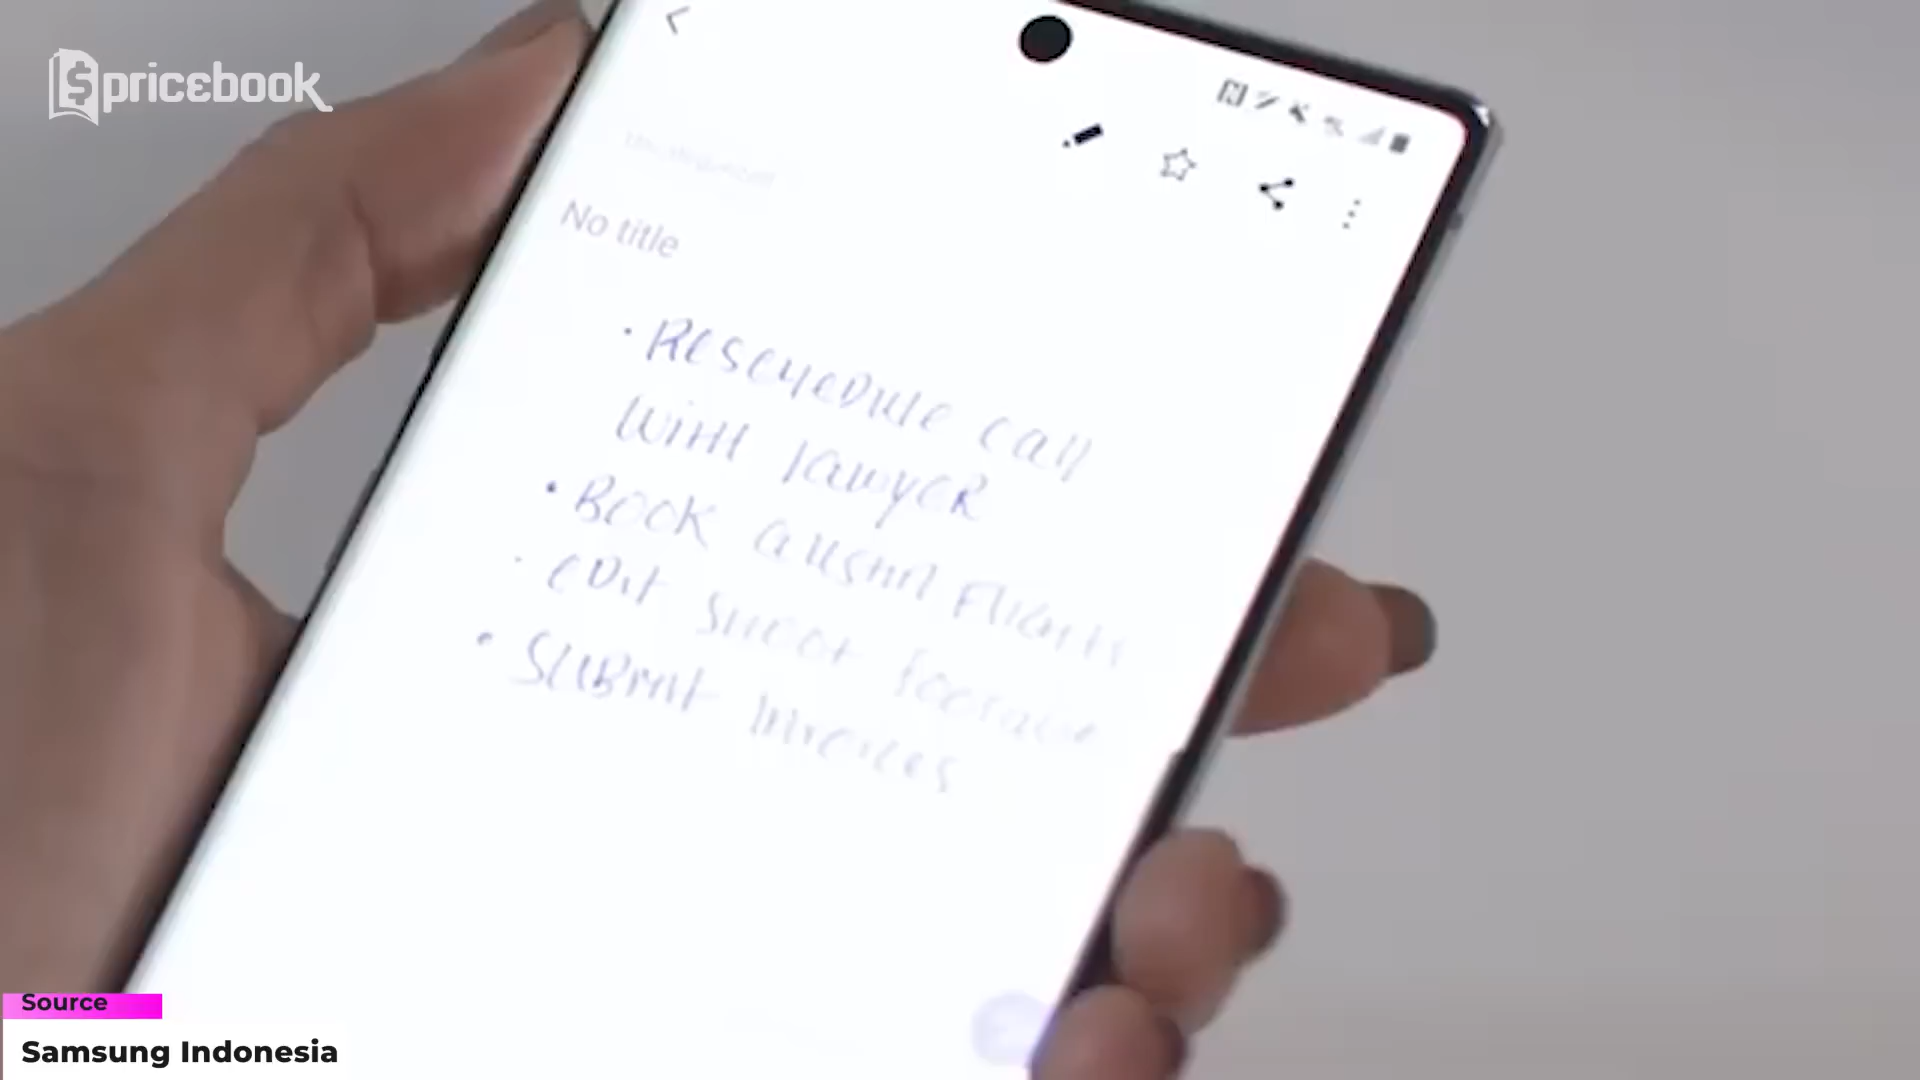 pricebook
No title
• RESCHEDULE CALL
WITH LAWYER
• BOOK FLIGHTS
• EDIT SHOOT FOOTAGE
• SUBMIT INVOICES
Source
Samsung Indonesia